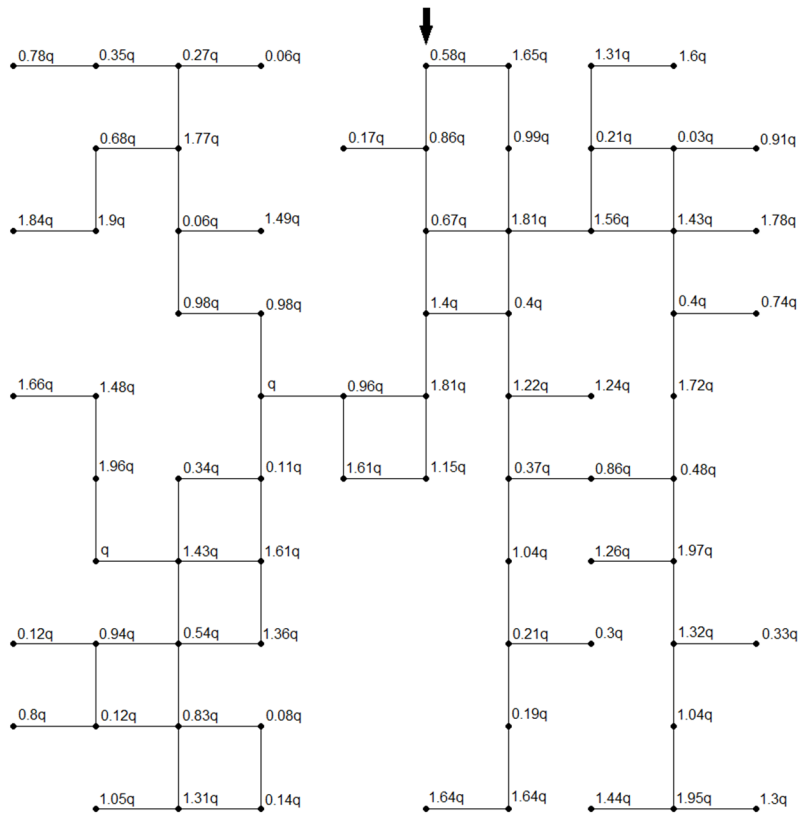 0.78q 0.35q 0.27q 0.06q 0.58q 1.65q 1.31q 1.6q
0.68q 1.77q 0.17q 0.86q 0.99q 0.21q 0.03q 0.91q
1.84q 1.9q 0.06q 1.49q 0.67q 1.81q 1.56q 1.43q 1.78q
0.98q 0.98q 1.4q 0.4q 0.4q 0.74q
1.66q 1.48q q 0.96q 1.81q 1.22q 1.24q 1.72q
1.96q 0.34q 0.11q 1.61q 1.15q 0.37q 0.86q 0.48q
q 1.43q 1.61q 1.04q 1.26q 1.97q
0.12q 0.94q 0.54q 1.36q 0.21q 0.3q 1.32q 0.33q
0.8q 0.12q 0.83q 0.08q 0.19q 1.04q
1.05q 1.31q 0.14q 1.64q 1.64q 1.44q 1.95q 1.3q